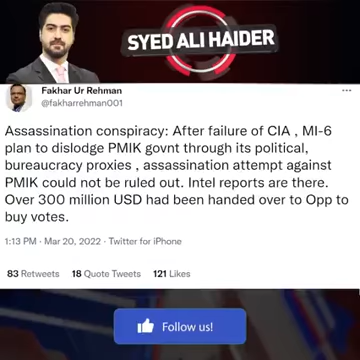 SYED ALI HAIDER
Fakhar Ur Rehman
@fakharrehman001
Assassination conspiracy: After failure of CIA , MI-6
plan to dislodge PMIK govnt through its political,
bureaucracy proxies , assassination attempt against
PMIK could not be ruled out. Intel reports are there.
Over 300 million USD had been handed over to Opp to
buy votes.
1:13 PM · Mar 20, 2022 · Twitter for iPhone
83 Retweets 18 Quote Tweets 121 Likes
Follow us!